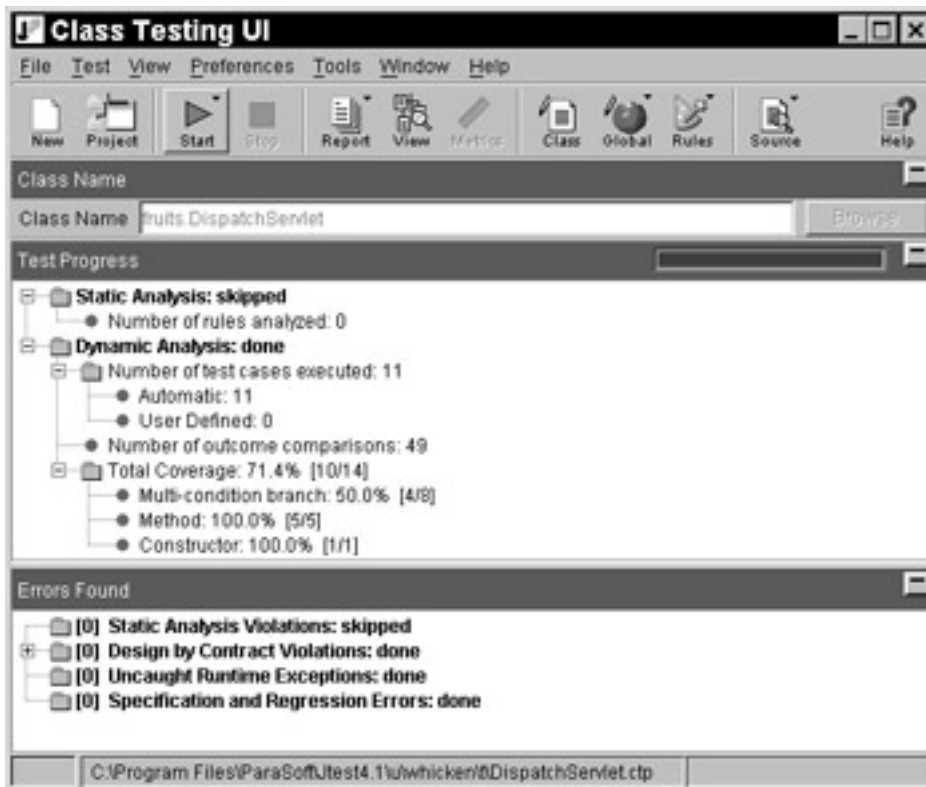 Class Testing UI
File Test View Preferences Tools Window Help
New Project Start Stop Report View Metrics Class Global Rules Source Help
Class Name
Class Name fruits.DispatchServlet Browse
Test Progress
Static Analysis: skipped
Number of rules analyzed: 0
Dynamic Analysis: done
Number of test cases executed: 11
Automatic: 11
User Defined: 0
Number of outcome comparisons: 49
Total Coverage: 71.4% [10/14]
Multi-condition branch: 50.0% [4/8]
Method: 100.0% [5/5]
Constructor: 100.0% [1/1]
Errors Found
[0] Static Analysis Violations: skipped
[0] Design by Contract Violations: done
[0] Uncaught Runtime Exceptions: done
[0] Specification and Regression Errors: done
C:\Program Files\ParaSoft\Jtest4.1\u\whicken\f\DispatchServlet.ctp